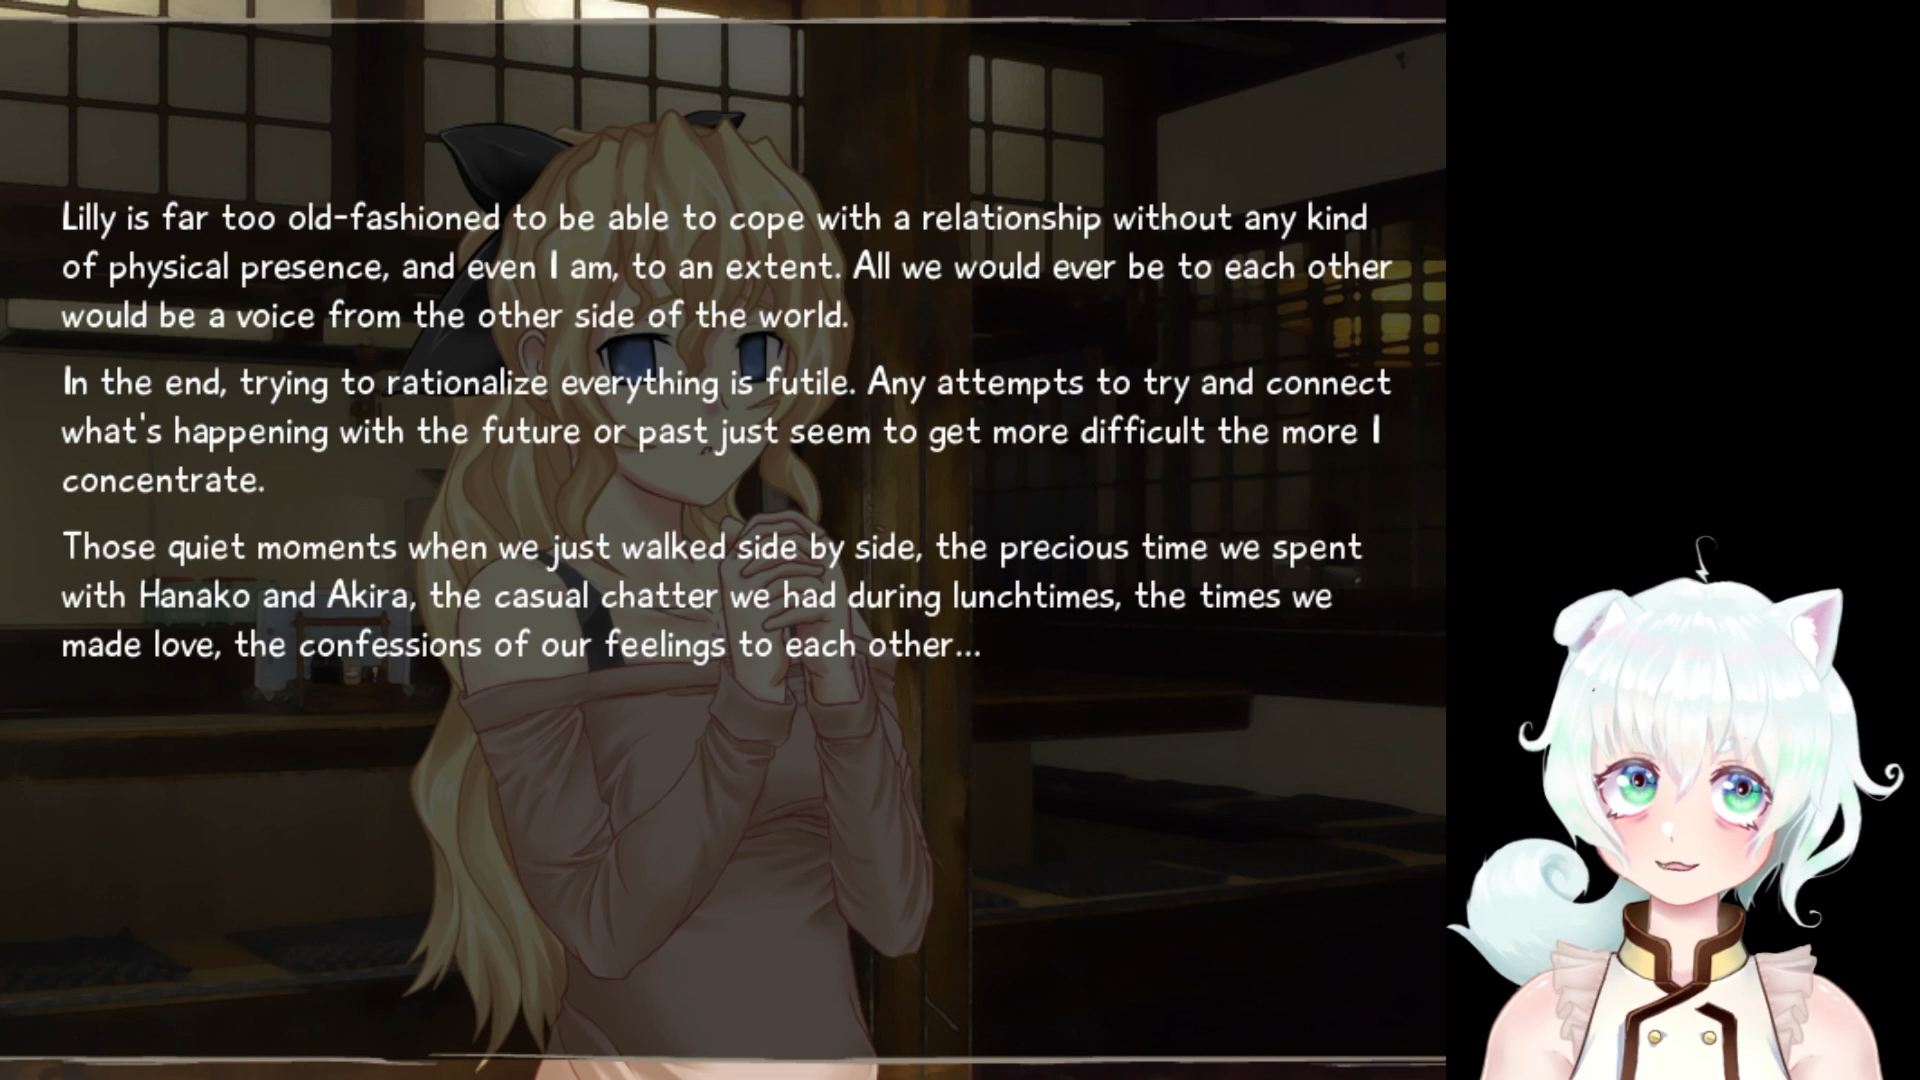 Lilly is far too old-fashioned to be able to cope with a relationship without any kind
of physical presence, and even I am, to an extent. All we would ever be to each other
would be a voice from the other side of the world.
In the end, trying to rationalize everything is futile. Any attempts to try and connect
what's happening with the future or past just seem to get more difficult the more I
concentrate.
Those quiet moments when we just walked side by side, the precious time we spent
with Hanako and Akira, the casual chatter we had during lunchtimes, the times we
made love, the confessions of our feelings to each other...